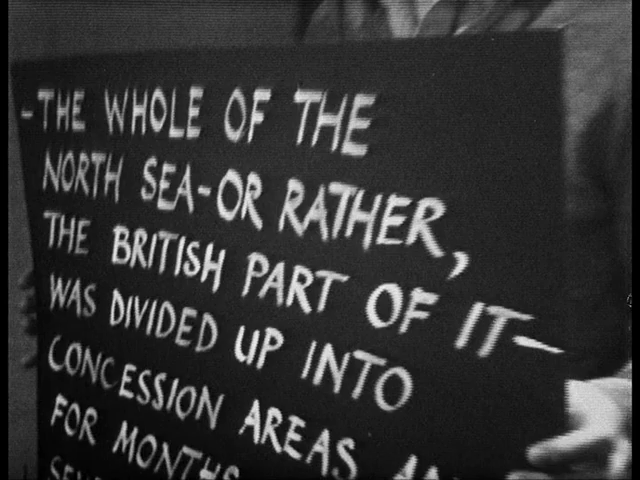 -THE WHOLE OF THE
NORTH SEA-OR RATHER,
THE BRITISH PART OF IT-
WAS DIVIDED UP INTO
CONCESSION AREAS
FOR MONTHS